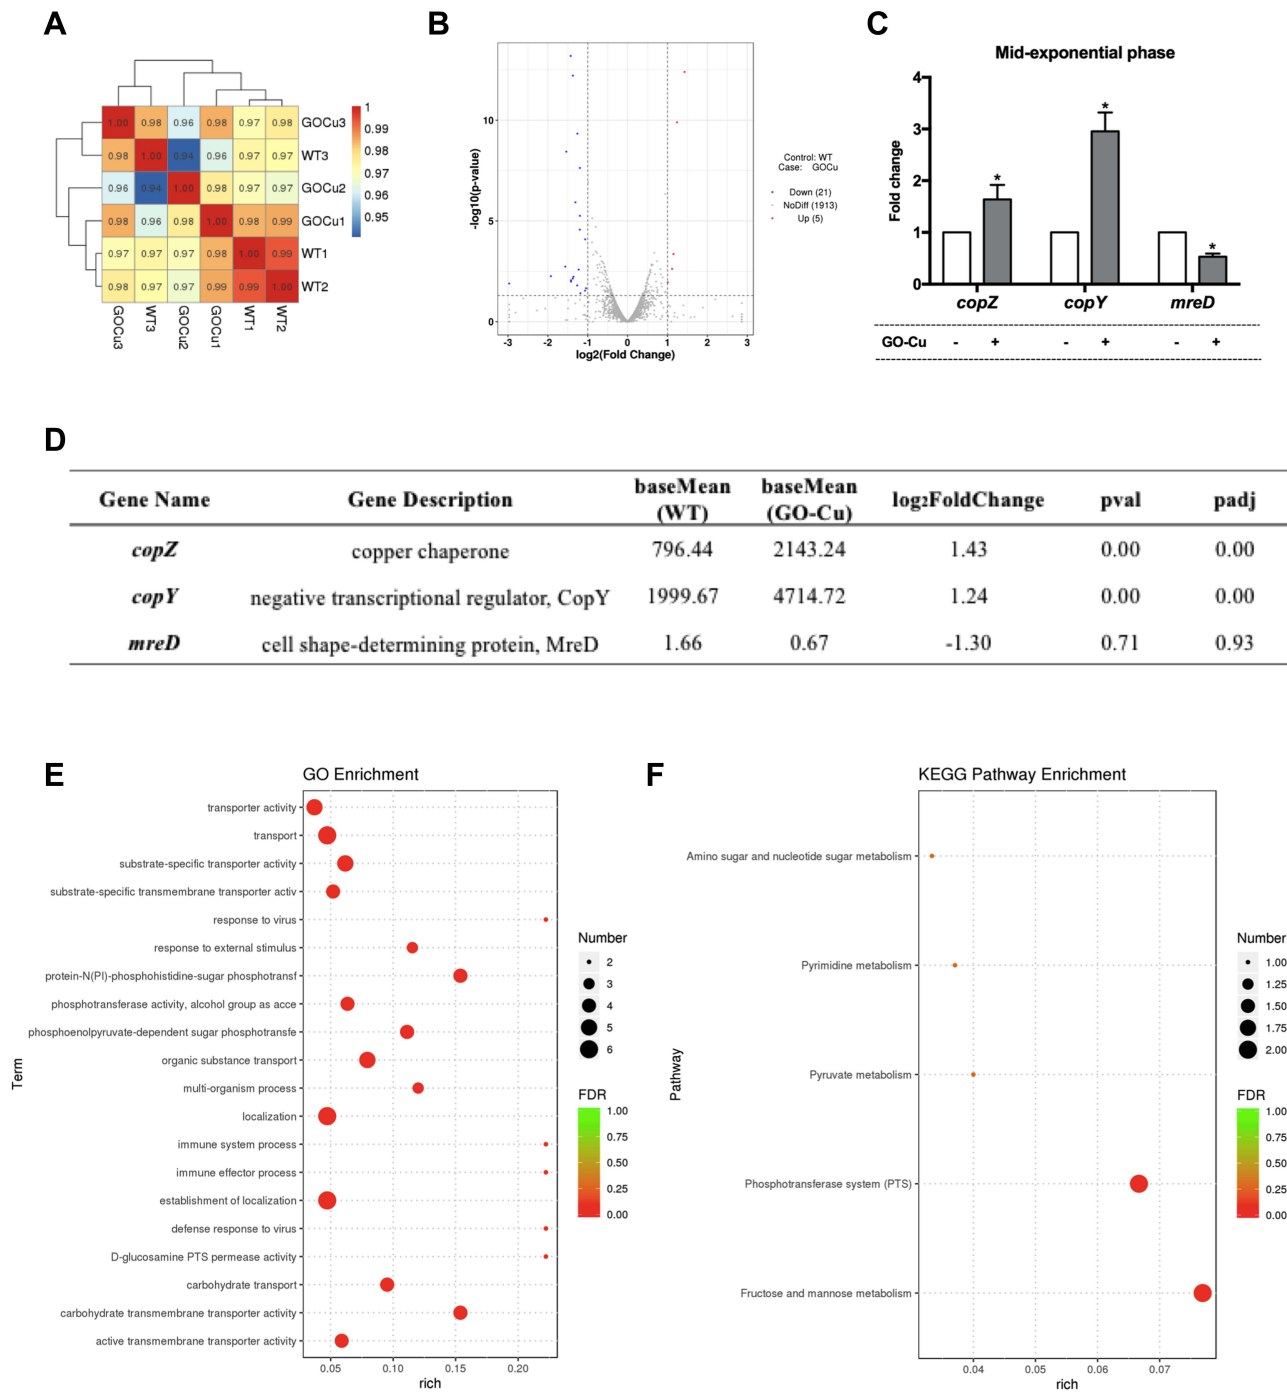 A
1.00 0.98 0.96 0.98 0.97 0.98 GOCu3
0.98 1.00 0.94 0.96 0.97 0.97 WT3
0.96 0.94 1.00 0.98 0.97 0.97 GOCu2
0.98 0.96 0.98 1.00 0.98 0.99 GOCu1
0.97 0.97 0.97 0.98 1.00 0.99 WT1
0.98 0.97 0.97 0.99 0.99 1.00 WT2
GOCu3 WT3 GOCu2 GOCu1 WT1 WT2
1
0.99
0.98
0.97
0.96
0.95
B
-log10(p-value)
10
5
0
-3 -2 -1 0 1 2 3
log2(Fold Change)
Control: WT
Case: GOCu
Down (21)
NoDiff (1913)
Up (5)
C
Mid-exponential phase
Fold change
4
3
2
1
0
* * *
copZ copY mreD
GO-Cu - + - + - +
D
Gene Name Gene Description baseMean (WT) baseMean (GO-Cu) log2FoldChange pval padj
copZ copper chaperone 796.44 2143.24 1.43 0.00 0.00
copY negative transcriptional regulator, CopY 1999.67 4714.72 1.24 0.00 0.00
mreD cell shape-determining protein, MreD 1.66 0.67 -1.30 0.71 0.93
E
GO Enrichment
Term
transporter activity
transport
substrate-specific transporter activity
substrate-specific transmembrane transporter activ
response to virus
response to external stimulus
protein-N(PI)-phosphohistidine-sugar phosphotransf
phosphotransferase activity, alcohol group as acce
phosphoenolpyruvate-dependent sugar phosphotransfe
organic substance transport
multi-organism process
localization
immune system process
immune effector process
establishment of localization
defense response to virus
D-glucosamine PTS permease activity
carbohydrate transport
carbohydrate transmembrane transporter activity
active transmembrane transporter activity
0.05 0.10 0.15 0.20
rich
Number
2
3
4
5
6
FDR
1.00
0.75
0.50
0.25
0.00
F
KEGG Pathway Enrichment
Pathway
Amino sugar and nucleotide sugar metabolism
Pyrimidine metabolism
Pyruvate metabolism
Phosphotransferase system (PTS)
Fructose and mannose metabolism
0.04 0.05 0.06 0.07
rich
Number
1.00
1.25
1.50
1.75
2.00
FDR
1.00
0.75
0.50
0.25
0.00